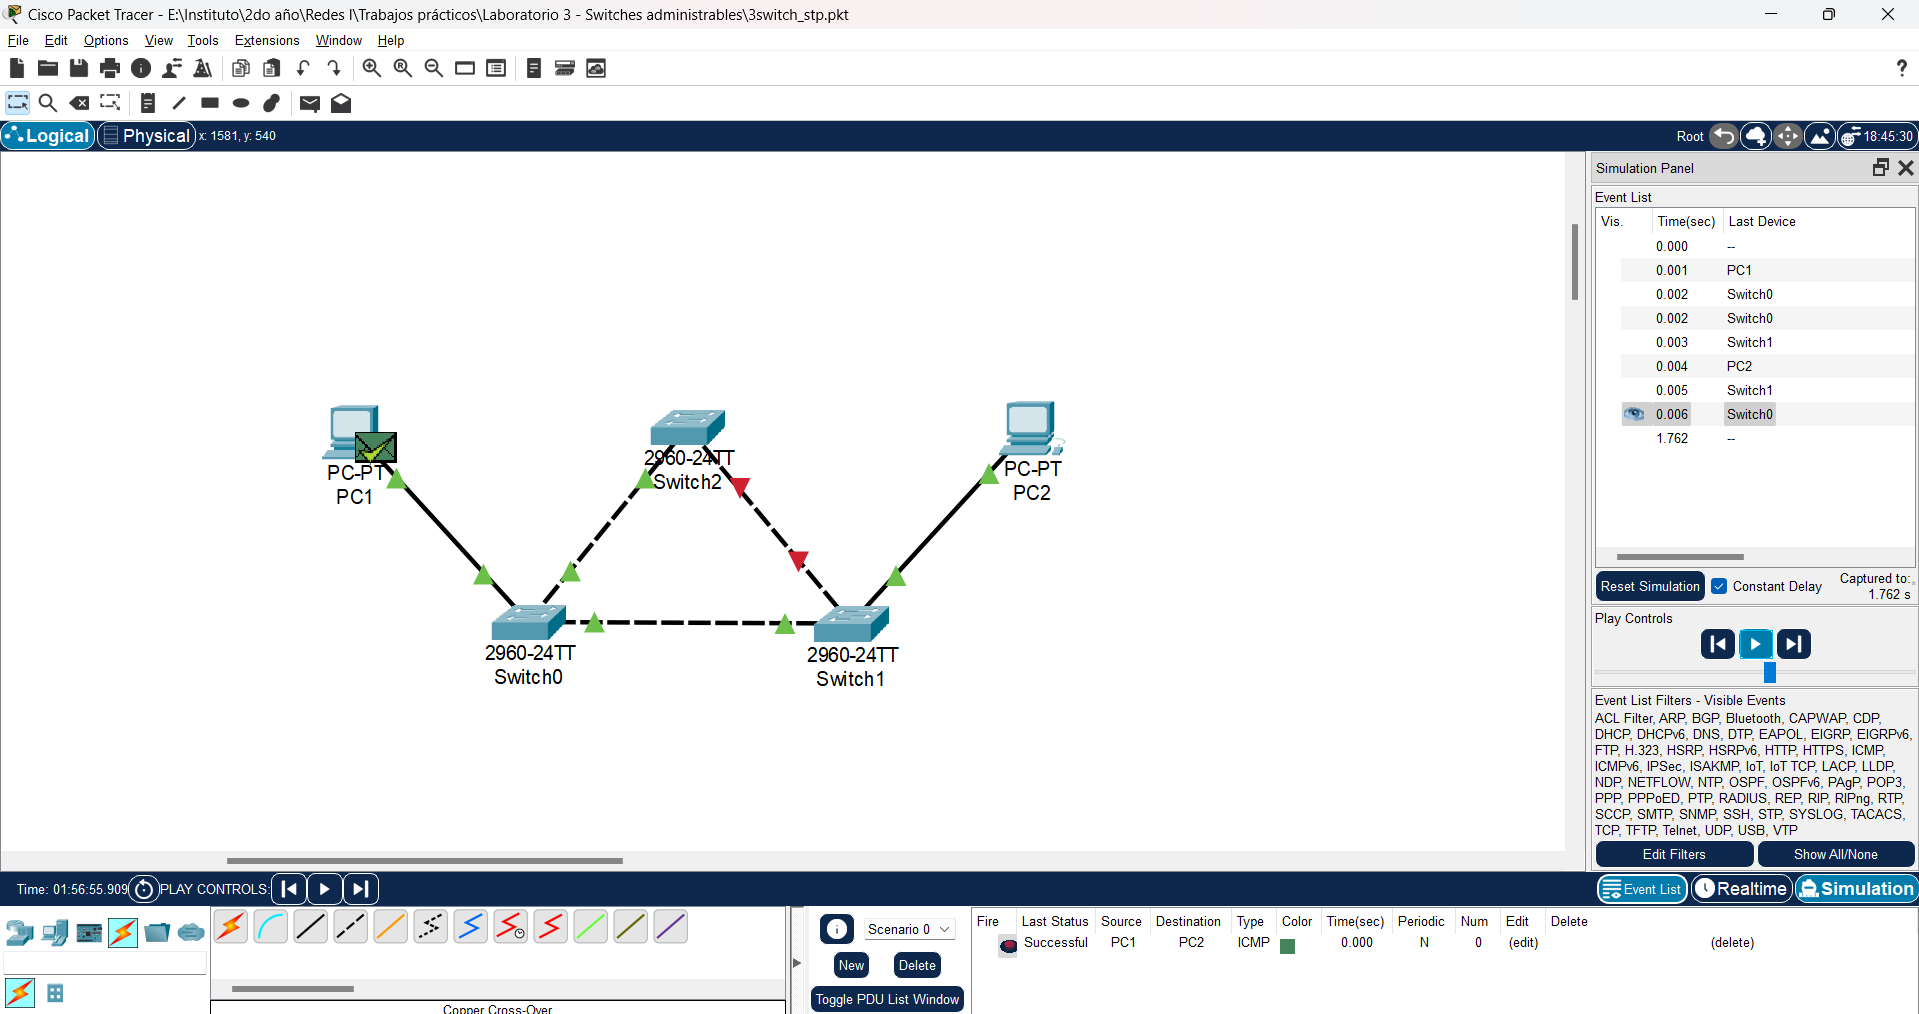 Cisco Packet Tracer - E:\Instituto\2do año\Redes I\Trabajos prácticos\Laboratorio 3 - Switches administrables\3switch_stp.pkt
File Edit Options View Tools Extensions Window Help
?
Logical Physical x: 1581, y: 540 Root 18:45:30
Simulation Panel
Event List
Vis. Time(sec) Last Device
0.000 --
0.001 PC1
0.002 Switch0
0.002 Switch0
0.003 Switch1
0.004 PC2
0.005 Switch1
0.006 Switch0
1.762 --
Reset Simulation Constant Delay Captured to:
1.762 s
Play Controls
Event List Filters - Visible Events
ACL Filter, ARP, BGP, Bluetooth, CAPWAP, CDP,
DHCP, DHCPv6, DNS, DTP, EAPOL, EIGRP, EIGRPv6,
FTP, H.323, HSRP, HSRPv6, HTTP, HTTPS, ICMP,
ICMPv6, IPSec, ISAKMP, IoT, IoT TCP, LACP, LLDP,
NDP, NETFLOW, NTP, OSPF, OSPFv6, PAgP, POP3,
PPP, PPPoED, PTP, RADIUS, REP, RIP, RIPng, RTP,
SCCP, SMTP, SNMP, SSH, STP, SYSLOG, TACACS,
TCP, TFTP, Telnet, UDP, USB, VTP
Edit Filters Show All/None
PC-PT
PC1
2960-24TT
Switch2
PC-PT
PC2
2960-24TT
Switch0
2960-24TT
Switch1
Time: 01:56:55.909 PLAY CONTROLS:
Event List Realtime Simulation
Copper Cross-Over
Scenario 0
New Delete
Toggle PDU List Window
Fire Last Status Source Destination Type Color Time(sec) Periodic Num Edit Delete
Successful PC1 PC2 ICMP 0.000 N 0 (edit) (delete)